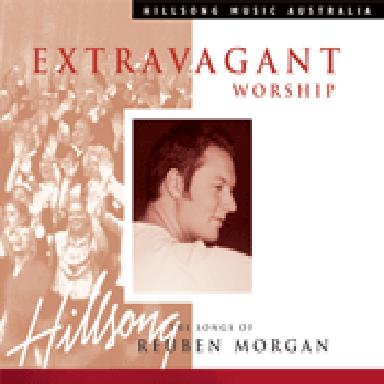 HILLSONG MUSIC AUSTRALIA
EXTRAVAGANT
WORSHIP
Hillsong
THE SONGS OF
REUBEN MORGAN